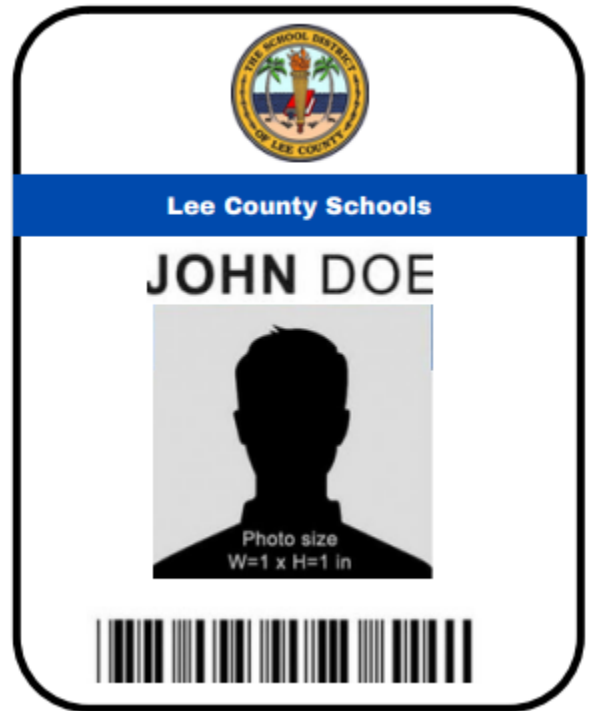 THE SCHOOL DISTRICT
OF LEE COUNTY
Lee County Schools
JOHN DOE
Photo size
W=1 x H=1 in